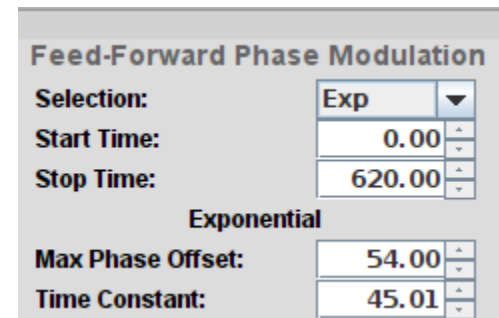 Feed-Forward Phase Modulation
Selection: Exp
Start Time: 0.00
Stop Time: 620.00
Exponential
Max Phase Offset: 54.00
Time Constant: 45.01